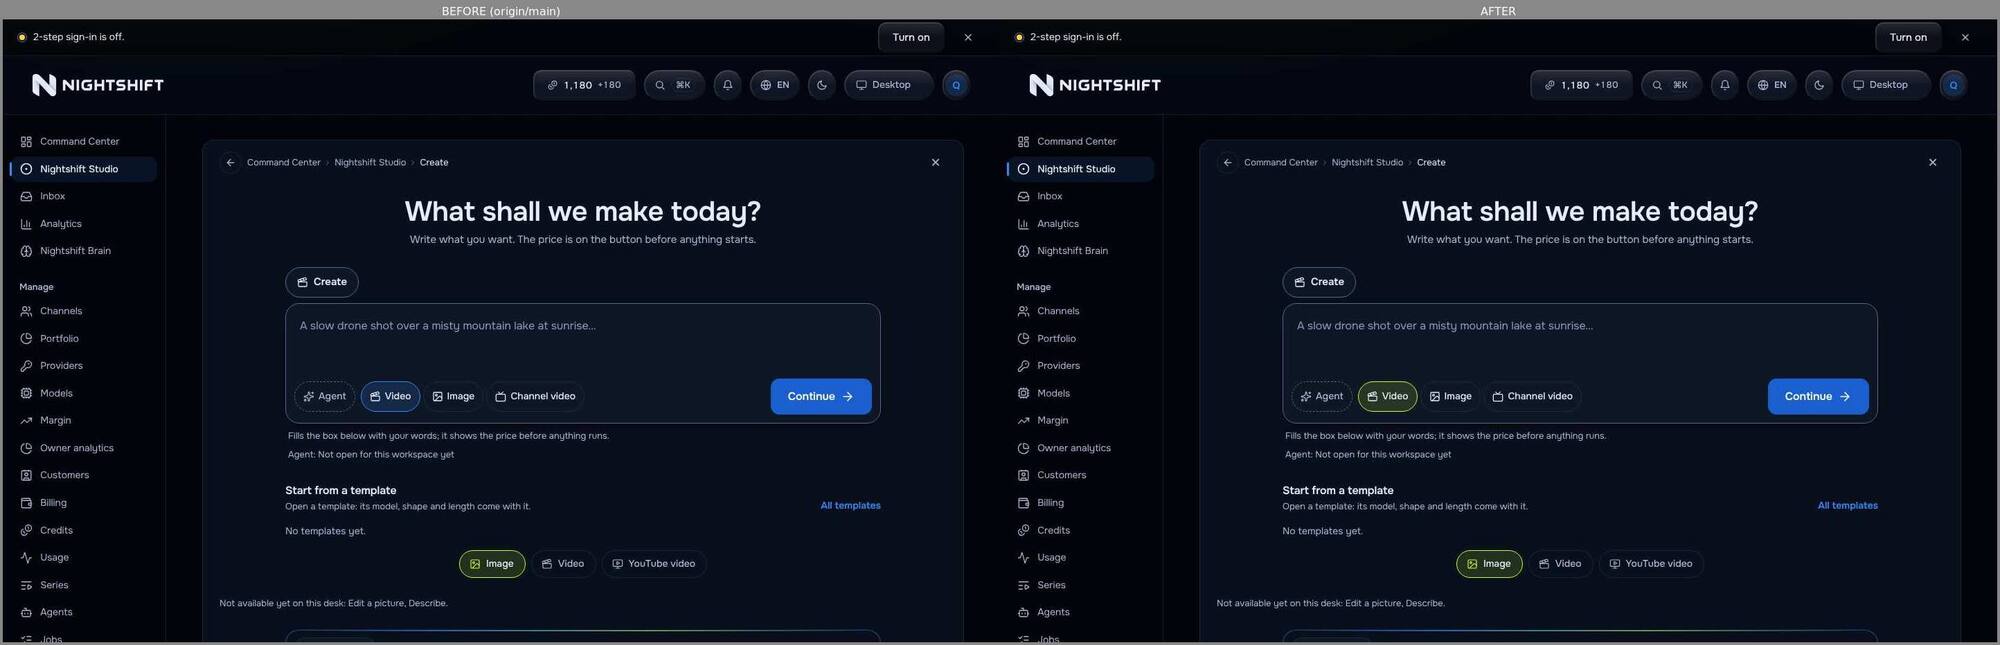 BEFORE (origin/main)
2-step sign-in is off.
Turn on
NIGHTSHIFT
1,180 +180
⌘K
EN
Desktop
Q
Command Center
Nightshift Studio
Inbox
Analytics
Nightshift Brain
Manage
Channels
Portfolio
Providers
Models
Margin
Owner analytics
Customers
Billing
Credits
Usage
Series
Agents
Jobs
Command Center › Nightshift Studio › Create
What shall we make today?
Write what you want. The price is on the button before anything starts.
Create
A slow drone shot over a misty mountain lake at sunrise...
Agent
Video
Image
Channel video
Continue
Fills the box below with your words; it shows the price before anything runs.
Agent: Not open for this workspace yet
Start from a template
Open a template: its model, shape and length come with it.
All templates
No templates yet.
Image
Video
YouTube video
Not available yet on this desk: Edit a picture, Describe.
AFTER
2-step sign-in is off.
Turn on
NIGHTSHIFT
1,180 +180
⌘K
EN
Desktop
Q
Command Center
Nightshift Studio
Inbox
Analytics
Nightshift Brain
Manage
Channels
Portfolio
Providers
Models
Margin
Owner analytics
Customers
Billing
Credits
Usage
Series
Agents
Jobs
Command Center › Nightshift Studio › Create
What shall we make today?
Write what you want. The price is on the button before anything starts.
Create
A slow drone shot over a misty mountain lake at sunrise...
Agent
Video
Image
Channel video
Continue
Fills the box below with your words; it shows the price before anything runs.
Agent: Not open for this workspace yet
Start from a template
Open a template: its model, shape and length come with it.
All templates
No templates yet.
Image
Video
YouTube video
Not available yet on this desk: Edit a picture, Describe.